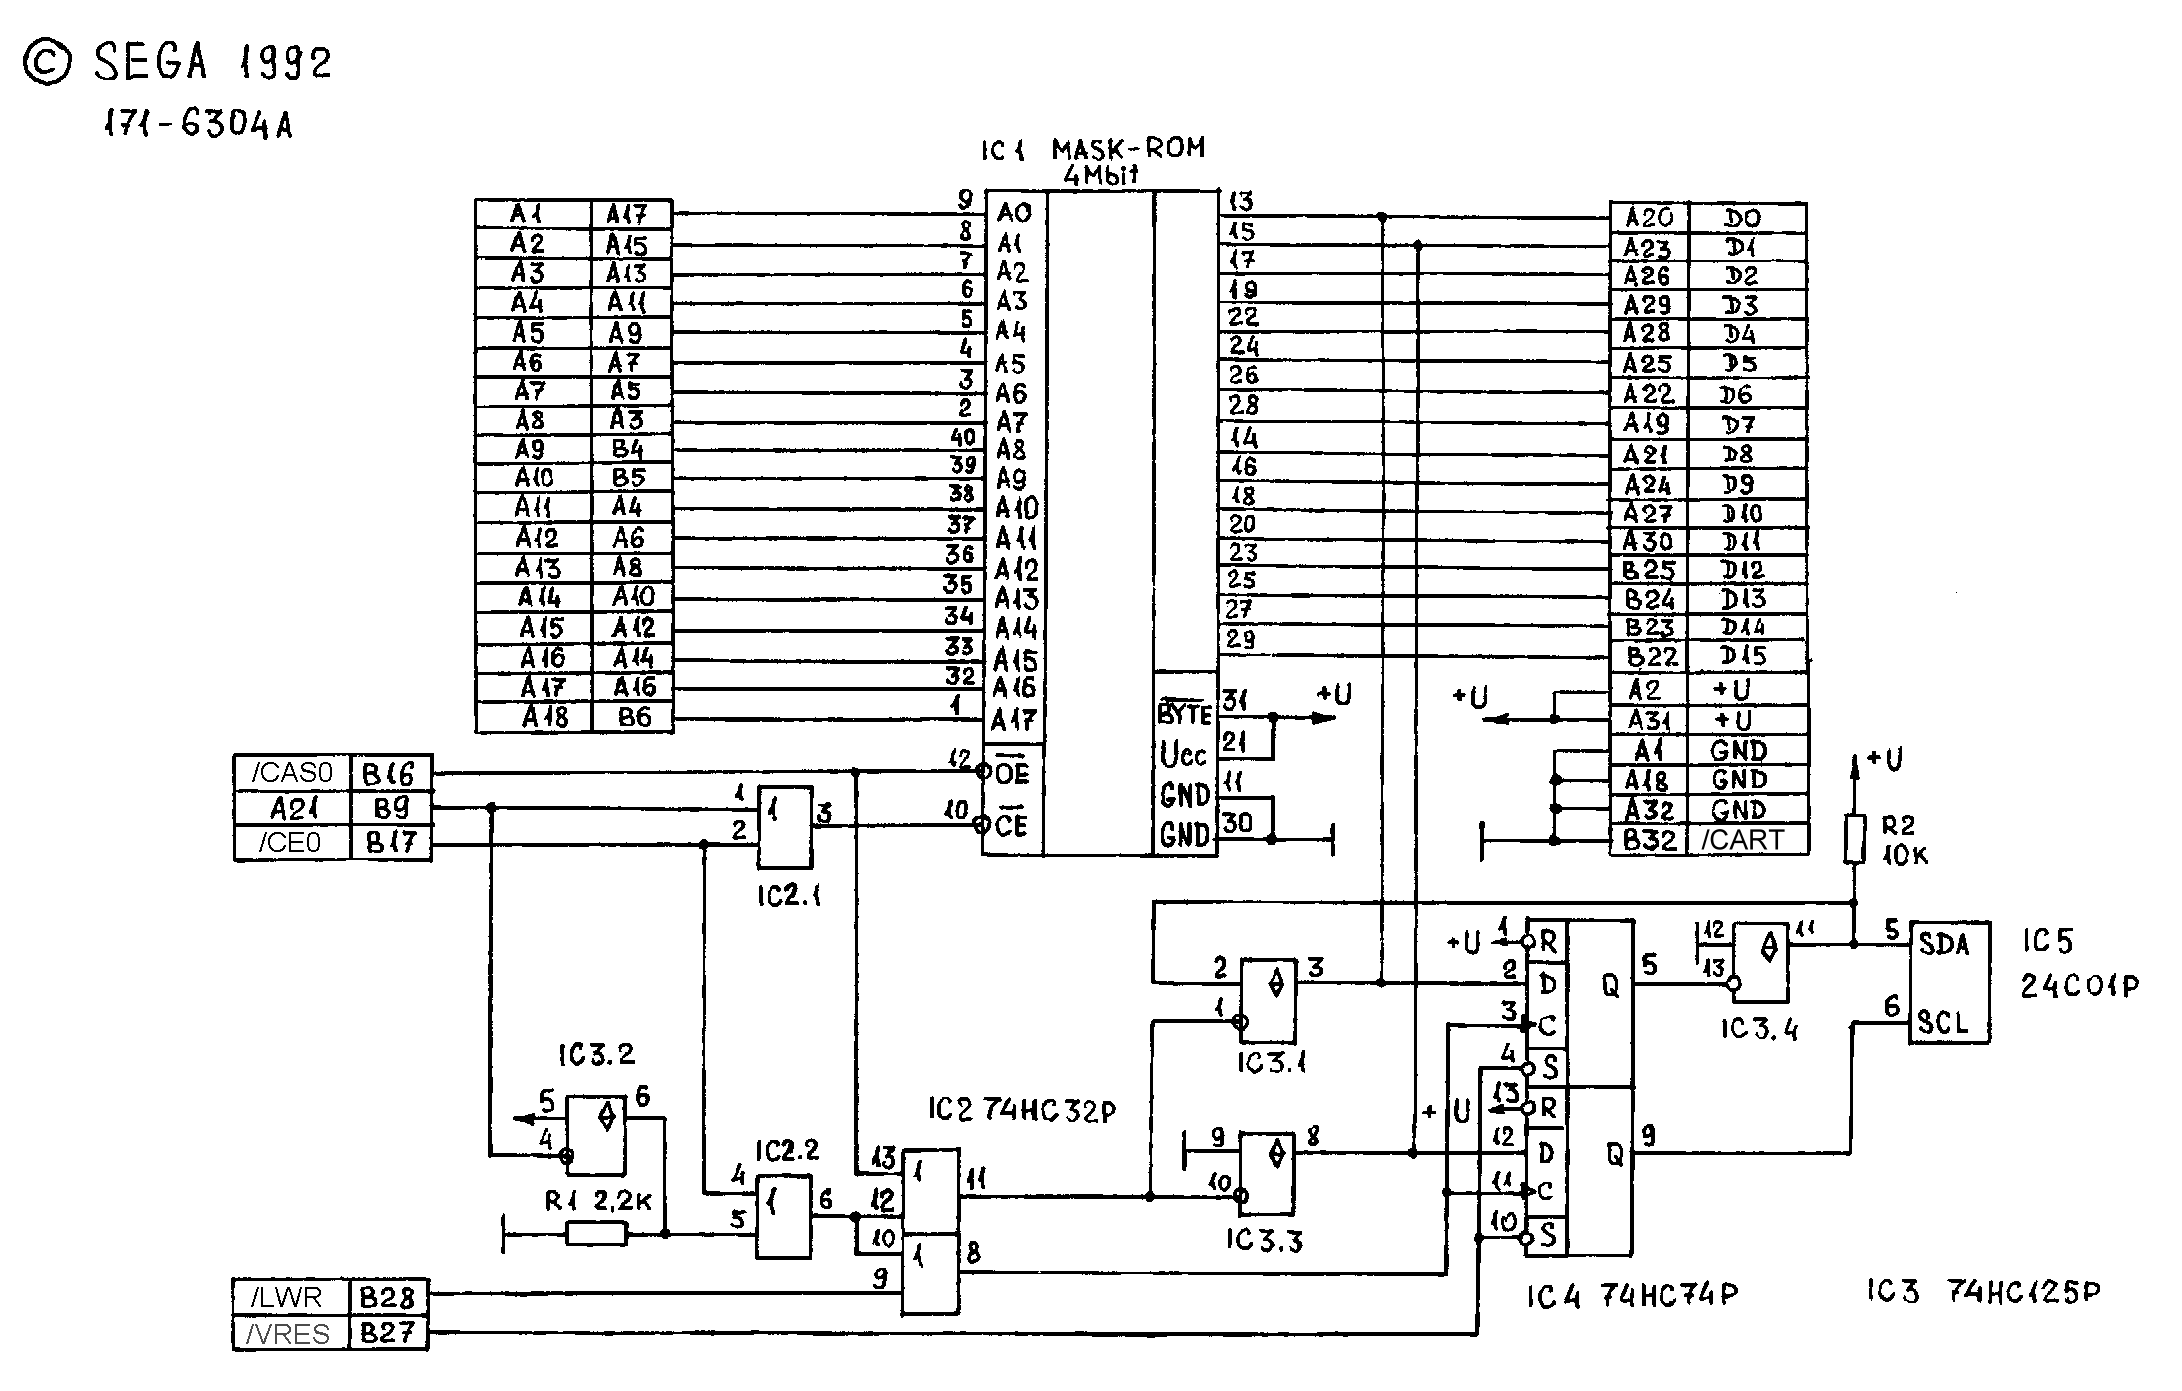 © SEGA 1992
171-6304A
IC1 MASK-ROM
4Mbit
A1 A17 9 A0 13 A20 D0
A2 A15 8 A1 15 A23 D1
A3 A13 7 A2 17 A26 D2
A4 A11 6 A3 19 A29 D3
A5 A9 5 A4 22 A28 D4
A6 A7 4 A5 24 A25 D5
A7 A5 3 A6 26 A22 D6
A8 A3 2 A7 28 A19 D7
A9 B4 40 A8 14 A21 D8
A10 B5 39 A9 16 A24 D9
A11 A4 38 A10 18 A27 D10
A12 A6 37 A11 20 A30 D11
A13 A8 36 A12 23 B25 D12
A14 A10 35 A13 25 B24 D13
A15 A12 34 A14 27 B23 D14
A16 A14 33 A15 29 B22 D15
A17 A16 32 A16
A18 B6 1 A17
BYTE 31 +U
Ucc 21
GND 11
GND 30
+U A2 +U
A31 +U
A1 GND
A18 GND
A32 GND
B32 /CART
/CAS0 B16 12 OE
A21 B9 1 1 3 10 CE
/CE0 B17 2
IC2.1
+U
R2
10K
1 +U R
2 D Q 5
3 C
4 S
13 +U R
12 D Q 9
11 C
10 S
12 11
13
IC3.4
5 SDA
6 SCL
IC5
24C01P
2 3
1
IC3.1
IC3.2
5 6
4
R1 2,2K
IC2 74HC32P
IC2.2
4 1 6
5
13 1 11
12
10 1 8
9
9 8
10
IC3.3
/LWR B28
/VRES B27
IC4 74HC74P
IC3 74HC125P